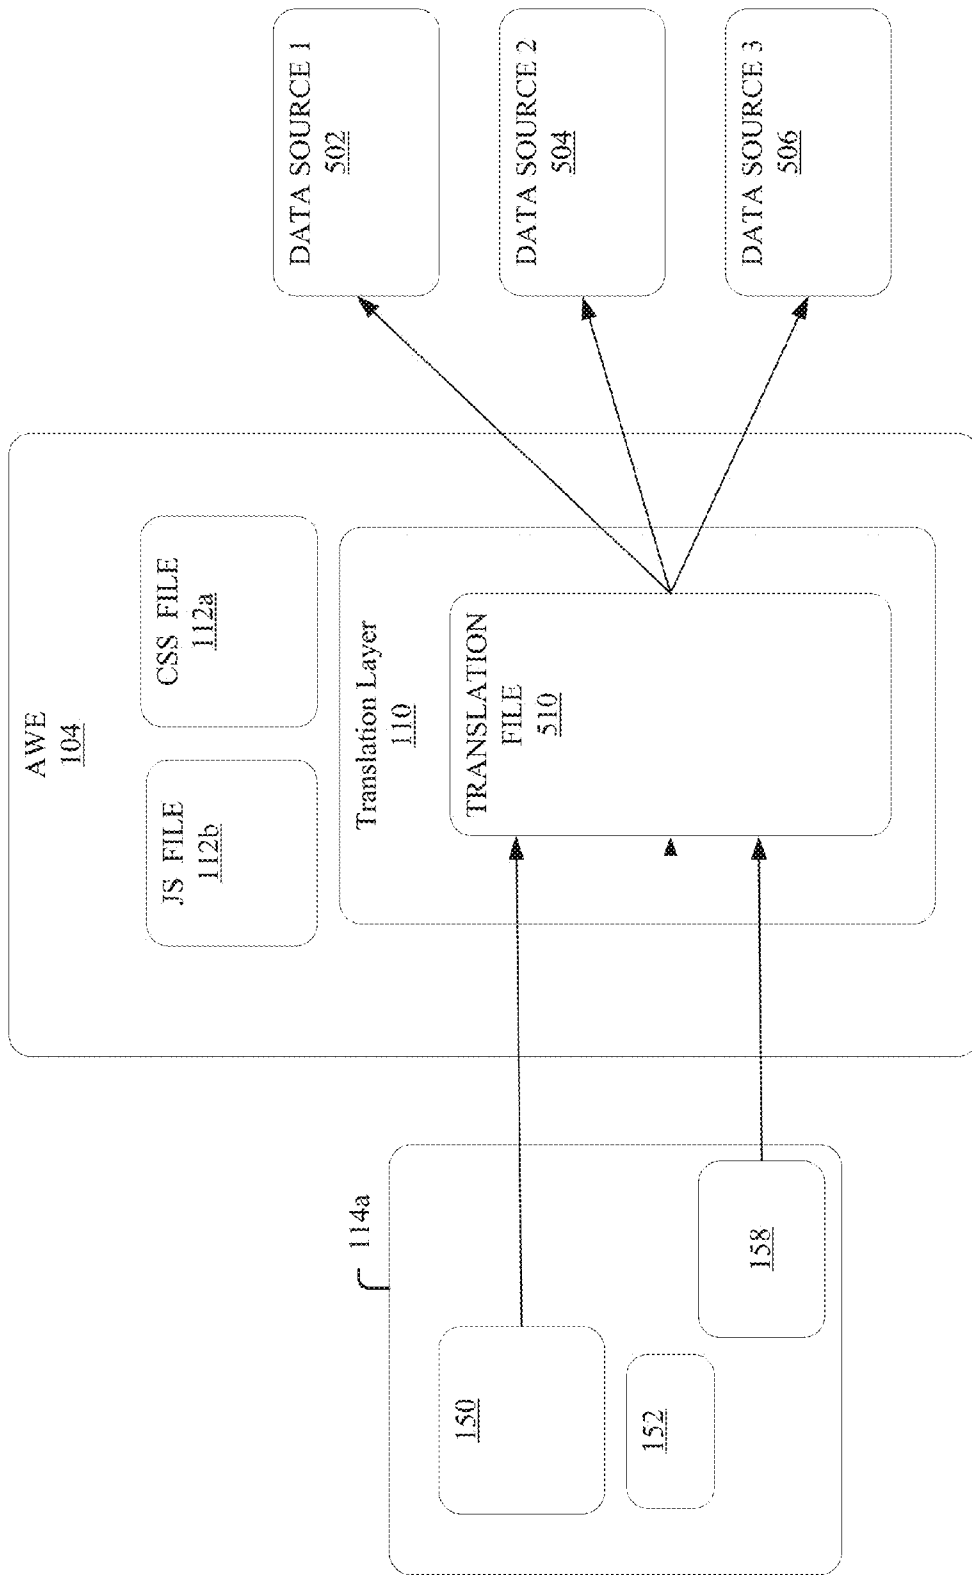 AWE
104
JS FILE
112b
CSS FILE
112a
Translation Layer
110
TRANSLATION
FILE
510
114a
150
152
158
DATA SOURCE 1
502
DATA SOURCE 2
504
DATA SOURCE 3
506